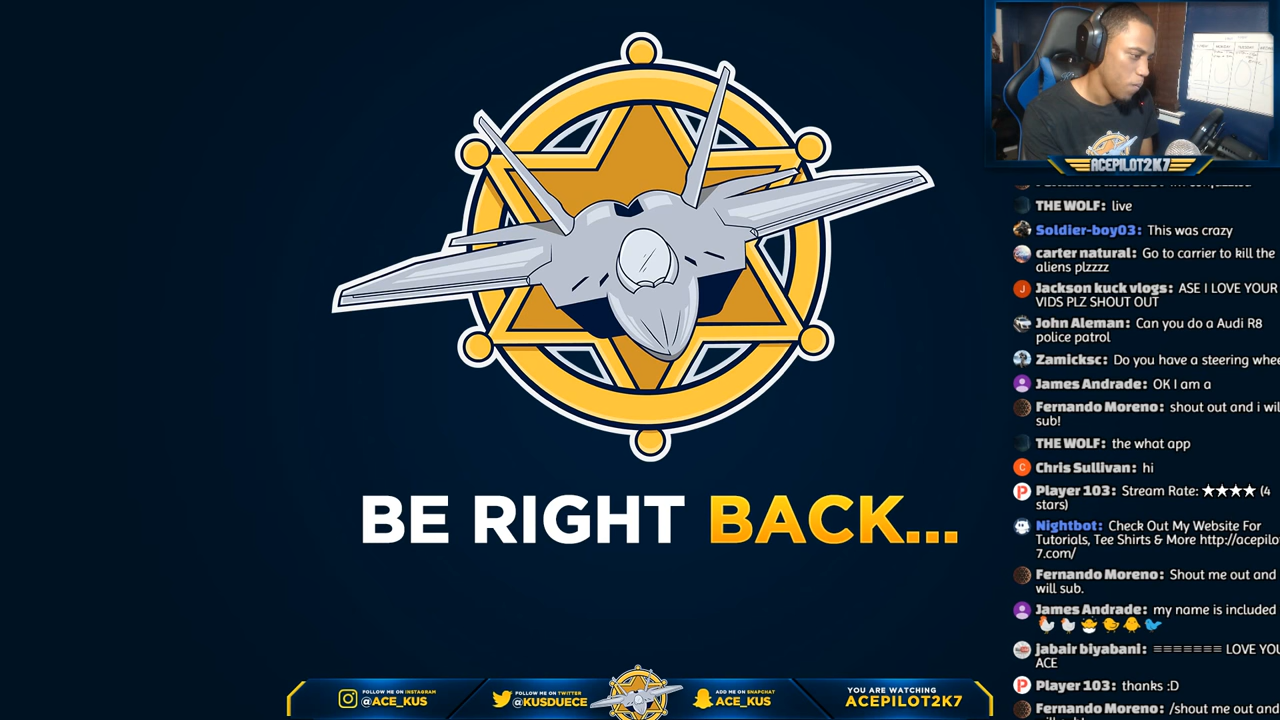 ACEPILOT2K7
THE WOLF: live
Soldier-boy03: This was crazy
carter natural: Go to carrier to kill the
aliens plzzzz
Jackson kuck vlogs: ASE I LOVE YOUR
VIDS PLZ SHOUT OUT
John Aleman: Can you do a Audi R8
police patrol
Zamicksc: Do you have a steering whee
James Andrade: OK I am a
Fernando Moreno: shout out and i wil
sub!
THE WOLF: the what app
Chris Sullivan: hi
Player 103: Stream Rate: ★★★★ (4
stars)
Nightbot: Check Out My Website For
Tutorials, Tee Shirts & More http://acepilo
7.com/
Fernando Moreno: Shout me out and
will sub.
James Andrade: my name is included
🐓🐔🐣🐤🐥🐦
jabair biyabani: ≡≡≡≡≡≡≡ LOVE YOU
ACE
Player 103: thanks :D
Fernando Moreno: /shout me out and
BE RIGHT BACK...
FOLLOW ME ON INSTAGRAM
@ACE_KUS
FOLLOW ME ON TWITTER
@KUSDUECE
ADD ME ON SNAPCHAT
@ACE_KUS
YOU ARE WATCHING
ACEPILOT2K7